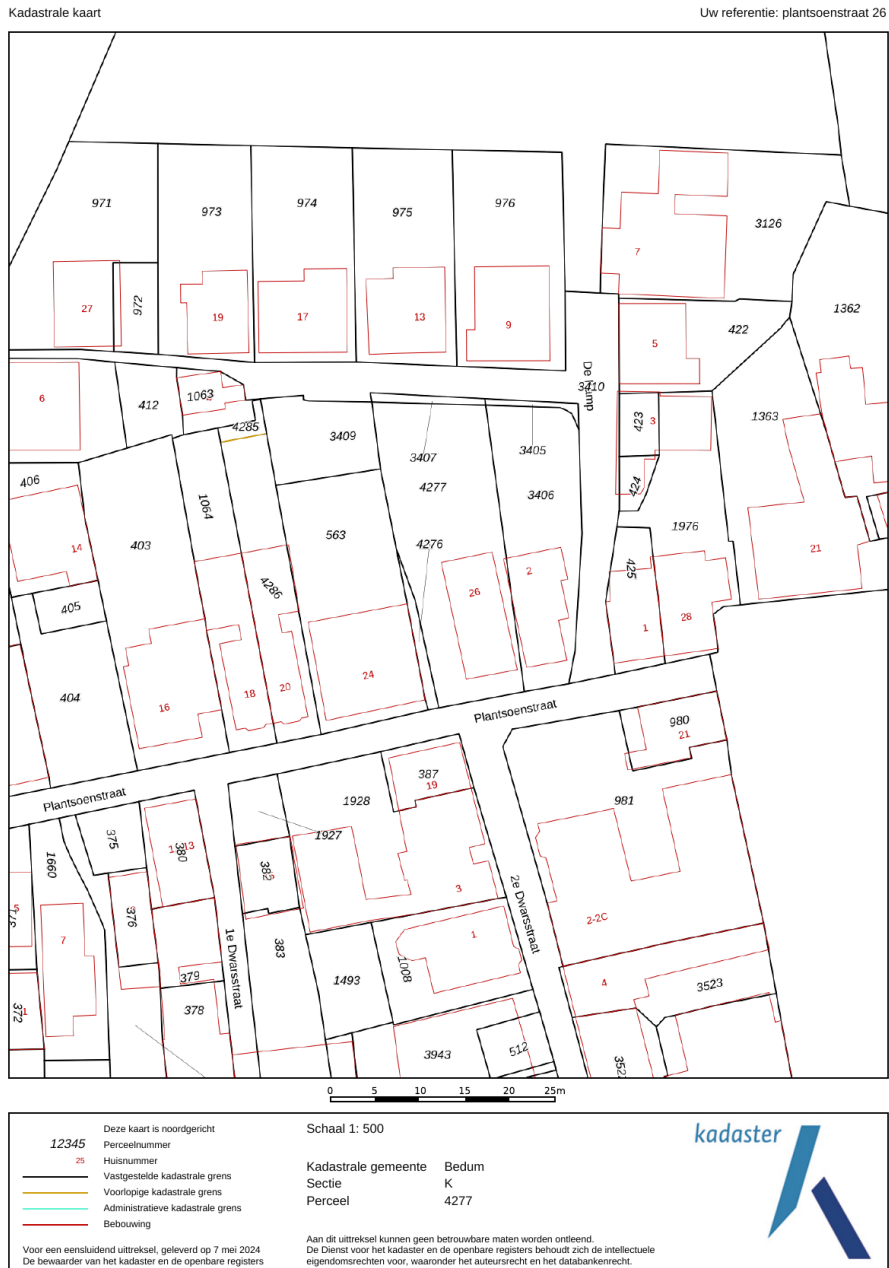 Kadastrale kaart
Uw referentie: plantsoenstraat 26
971
973
974
975
976
3126
7
1362
27
972
19
17
13
9
5
422
De Kamp
3410
6
412
1063
4285
3409
3407
3405
423
3
1363
406
1064
4277
3406
424
14
403
563
4276
1976
21
405
4286
26
2
425
1
28
404
16
18
20
24
Plantsoenstraat
980
21
Plantsoenstraat
387
19
1928
981
1927
375
380
1660
382
376
3
5
7
1e Dwarsstraat
383
2e Dwarsstraat
2-2C
1
379
1493
1008
4
3523
378
372
1
3943
512
0 5 10 15 20 25m
Deze kaart is noordgericht
12345 Perceelnummer
25 Huisnummer
Vastgestelde kadastrale grens
Voorlopige kadastrale grens
Administratieve kadastrale grens
Bebouwing
Voor een eensluidend uittreksel, geleverd op 7 mei 2024
De bewaarder van het kadaster en de openbare registers
Schaal 1: 500
Kadastrale gemeente Bedum
Sectie K
Perceel 4277
Aan dit uittreksel kunnen geen betrouwbare maten worden ontleend.
De Dienst voor het kadaster en de openbare registers behoudt zich de intellectuele
eigendomsrechten voor, waaronder het auteursrecht en het databankenrecht.
kadaster